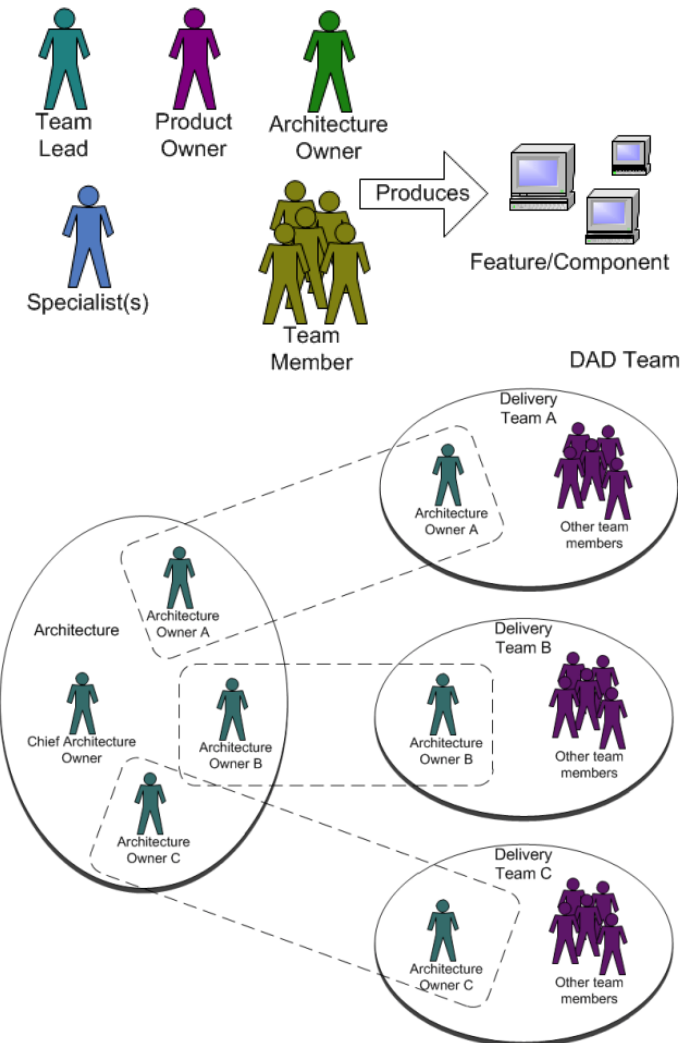 Team
Lead
Product
Owner
Architecture
Owner
Produces
Specialist(s)
Feature/Component
Team
Member
DAD Team
Delivery
Team A
Architecture
Owner A
Other team
members
Architecture
Owner A
Architecture
Delivery
Team B
Chief Architecture
Owner
Architecture
Owner B
Architecture
Owner B
Other team
members
Architecture
Owner C
Delivery
Team C
Architecture
Owner C
Other team
members